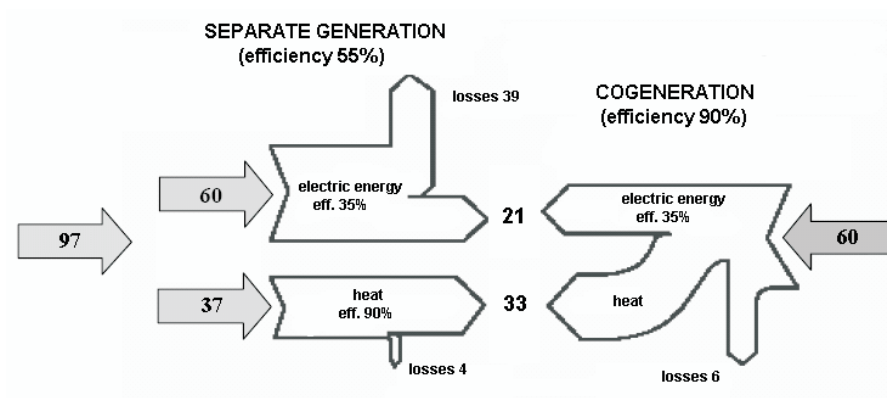 SEPARATE GENERATION
(efficiency 55%)
losses 39
COGENERATION
(efficiency 90%)
60
electric energy
eff. 35%
21
electric energy
eff. 35%
97
60
37
heat
eff. 90%
33
heat
losses 4
losses 6